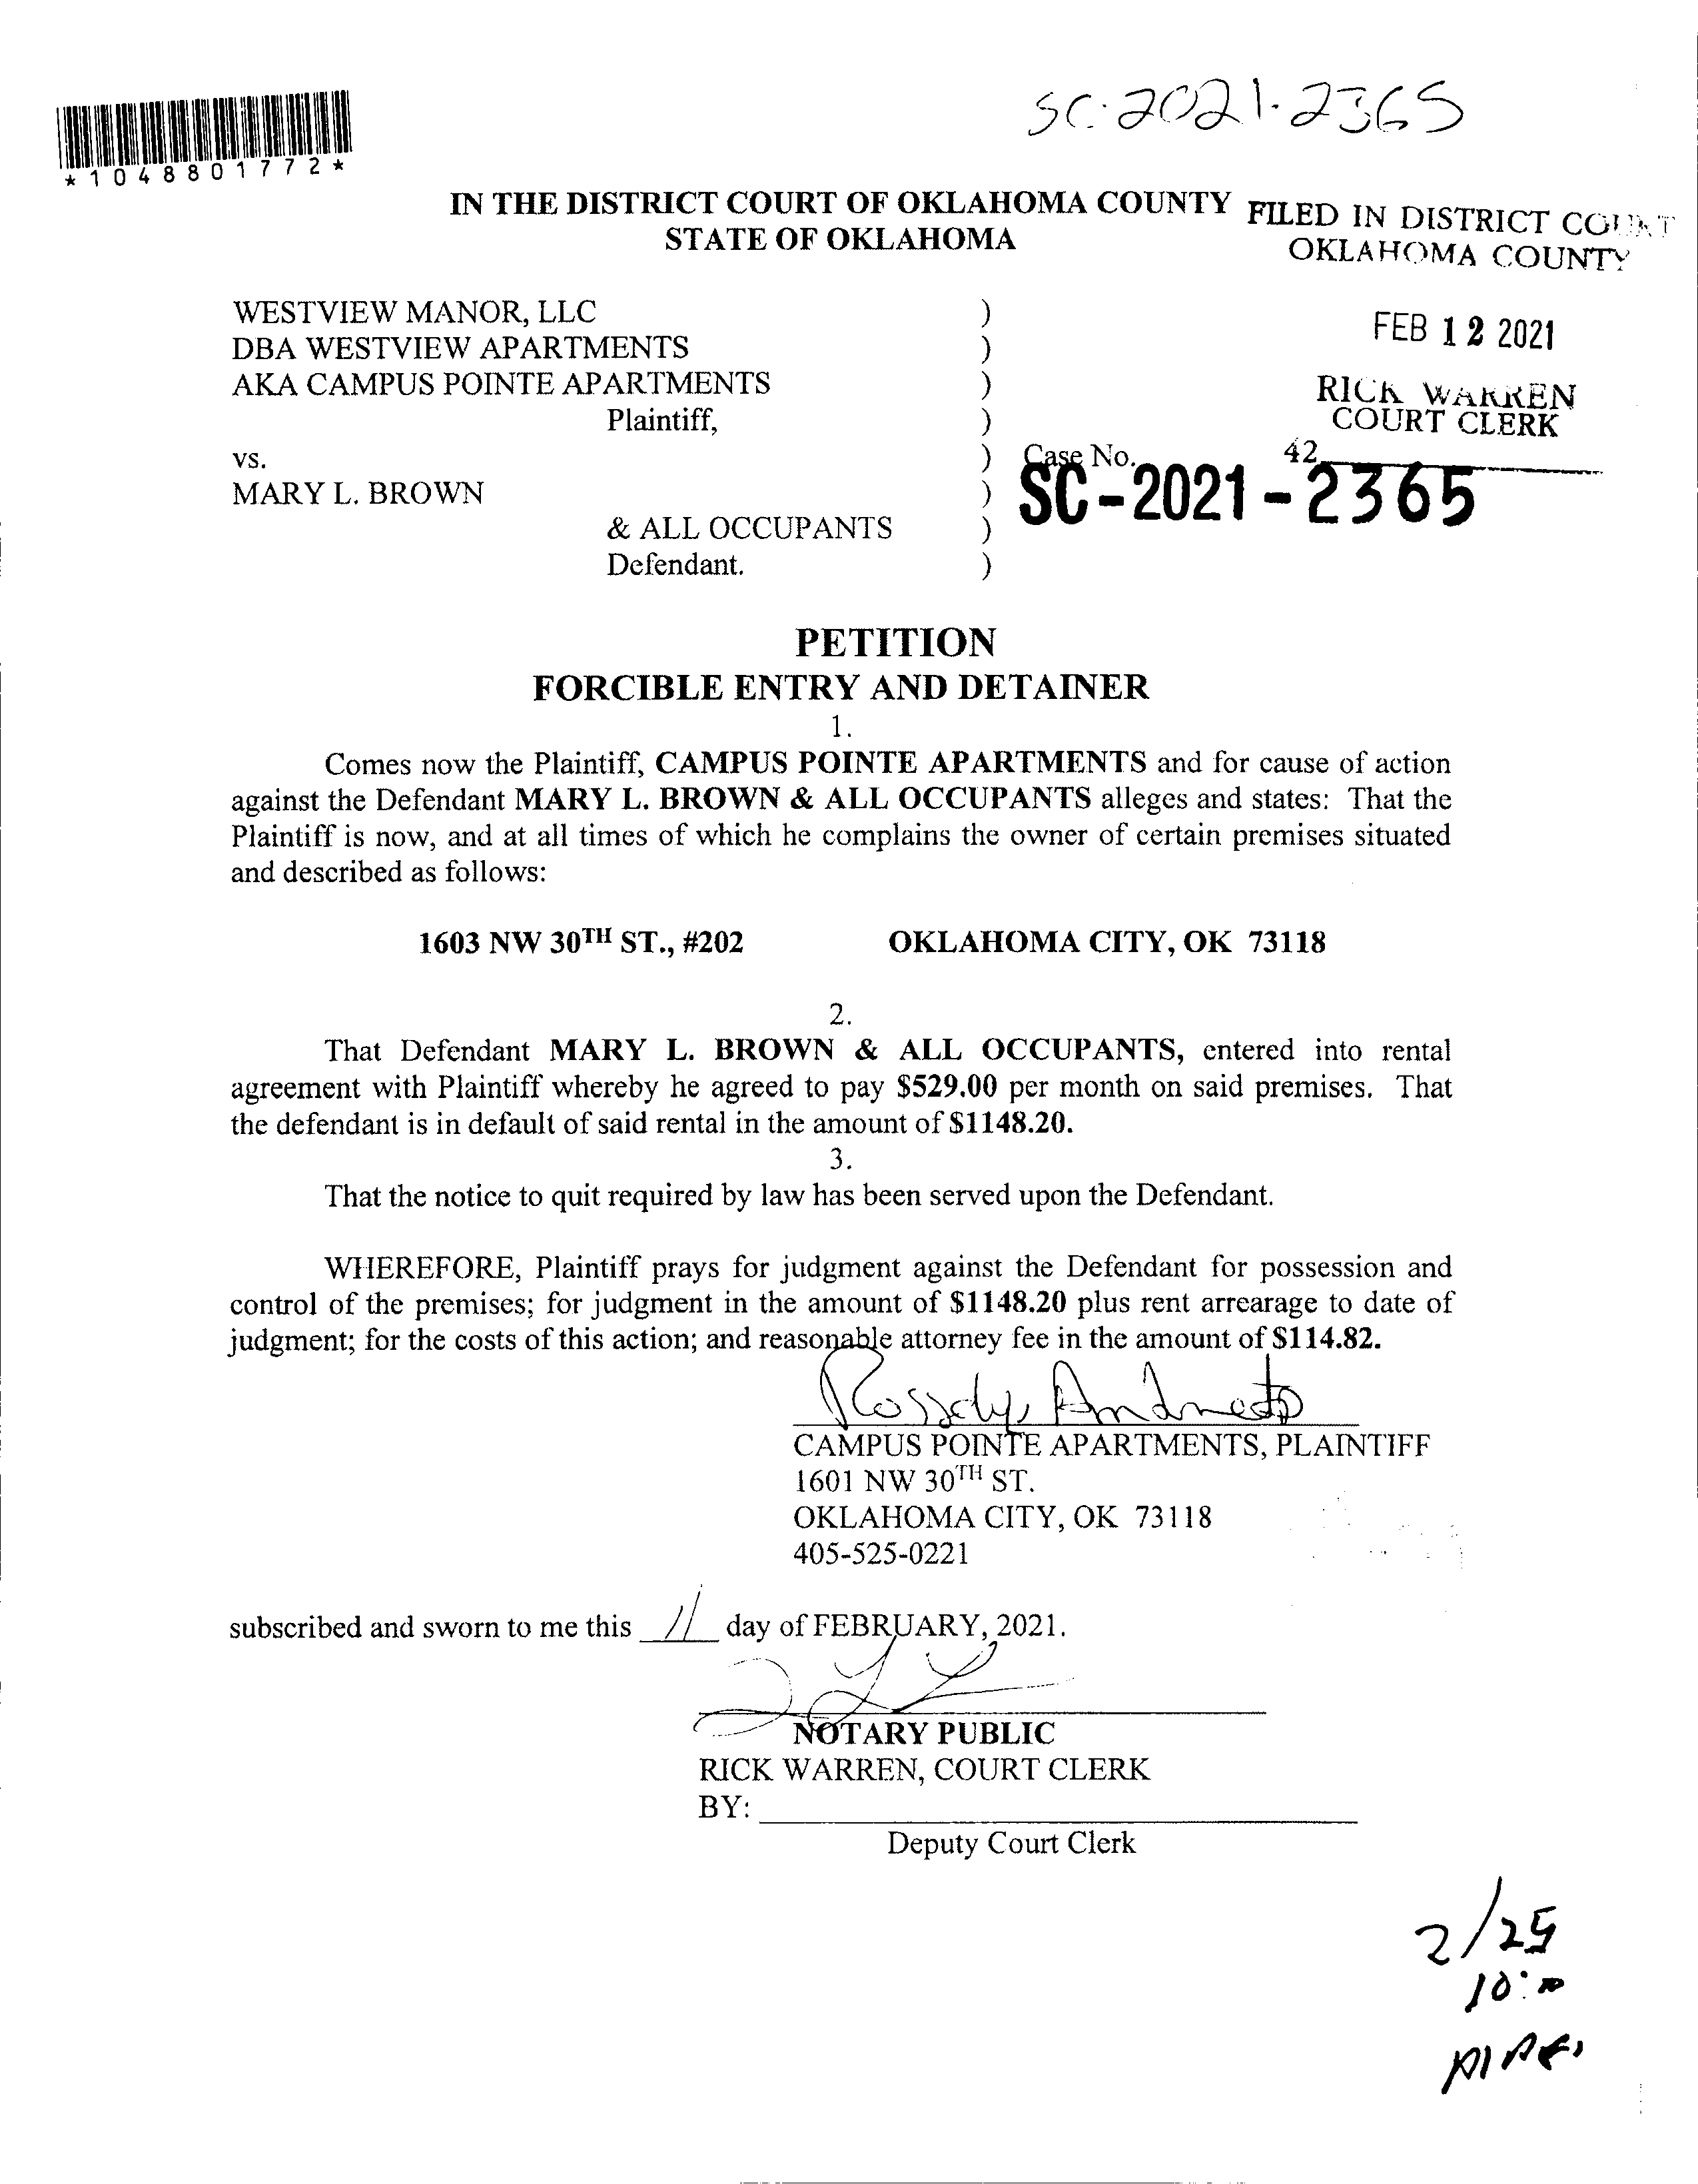 SC-2021-2365
*1048801772*
IN THE DISTRICT COURT OF OKLAHOMA COUNTY
STATE OF OKLAHOMA
FILED IN DISTRICT COURT
OKLAHOMA COUNTY
FEB 12 2021
RICK WARREN
COURT CLERK
42
WESTVIEW MANOR, LLC )
DBA WESTVIEW APARTMENTS )
AKA CAMPUS POINTE APARTMENTS )
Plaintiff, )
vs. ) Case No.
MARY L. BROWN ) SC-2021-2365
& ALL OCCUPANTS )
Defendant. )
PETITION
FORCIBLE ENTRY AND DETAINER
1.
Comes now the Plaintiff, CAMPUS POINTE APARTMENTS and for cause of action
against the Defendant MARY L. BROWN & ALL OCCUPANTS alleges and states: That the
Plaintiff is now, and at all times of which he complains the owner of certain premises situated
and described as follows:
1603 NW 30TH ST., #202 OKLAHOMA CITY, OK 73118
2.
That Defendant MARY L. BROWN & ALL OCCUPANTS, entered into rental
agreement with Plaintiff whereby he agreed to pay $529.00 per month on said premises. That
the defendant is in default of said rental in the amount of $1148.20.
3.
That the notice to quit required by law has been served upon the Defendant.
WHEREFORE, Plaintiff prays for judgment against the Defendant for possession and
control of the premises; for judgment in the amount of $1148.20 plus rent arrearage to date of
judgment; for the costs of this action; and reasonable attorney fee in the amount of $114.82.
CAMPUS POINTE APARTMENTS, PLAINTIFF
1601 NW 30TH ST.
OKLAHOMA CITY, OK 73118
405-525-0221
subscribed and sworn to me this 11 day of FEBRUARY, 2021.
NOTARY PUBLIC
RICK WARREN, COURT CLERK
BY:
Deputy Court Clerk
2/25